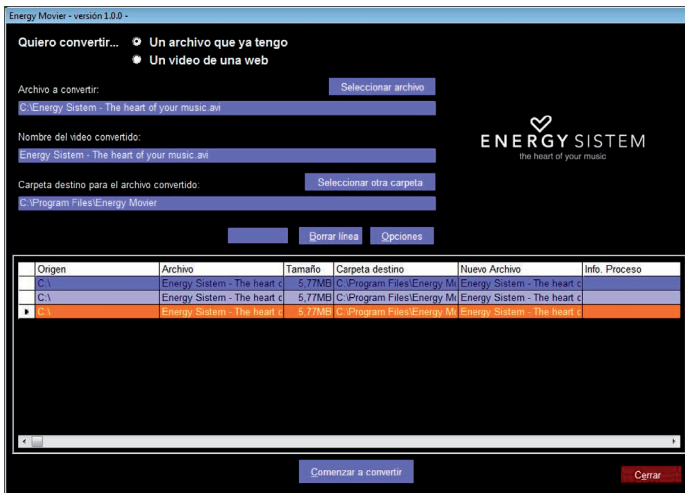 Energy Movier - versión 1.0.0 -
Quiero convertir... Un archivo que ya tengo
Un video de una web
Archivo a convertir: Seleccionar archivo
C:\Energy Sistem - The heart of your music.avi
Nombre del video convertido:
Energy Sistem - The heart of your music.avi
ENERGY SISTEM
the heart of your music
Carpeta destino para el archivo convertido: Seleccionar otra carpeta
C:\Program Files\Energy Movier
Borrar línea Opciones
Origen Archivo Tamaño Carpeta destino Nuevo Archivo Info. Proceso
C:\ Energy Sistem - The heart c 5,77MB C:\Program Files\Energy Mo Energy Sistem - The heart c
C:\ Energy Sistem - The heart c 5,77MB C:\Program Files\Energy Mo Energy Sistem - The heart c
C:\ Energy Sistem - The heart c 5,77MB C:\Program Files\Energy Mo Energy Sistem - The heart c
Comenzar a convertir
Cerrar